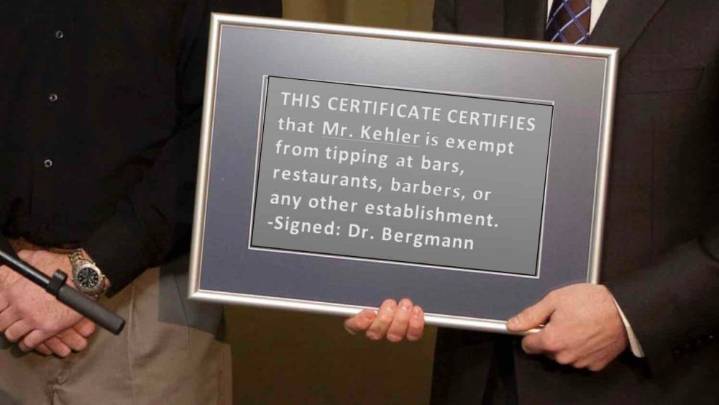 THIS CERTIFICATE CERTIFIES
that Mr. Kehler is exempt
from tipping at bars,
restaurants, barbers, or
any other establishment.
-Signed: Dr. Bergmann